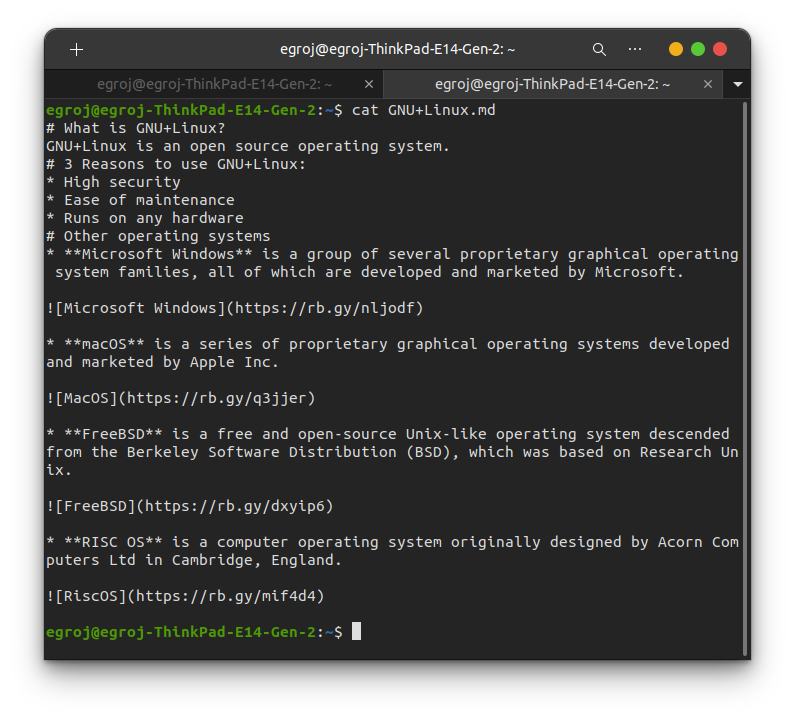 egroj@egroj-ThinkPad-E14-Gen-2: ~
egroj@egroj-ThinkPad-E14-Gen-2: ~
egroj@egroj-ThinkPad-E14-Gen-2: ~
egroj@egroj-ThinkPad-E14-Gen-2:~$ cat GNU+Linux.md
# What is GNU+Linux?
GNU+Linux is an open source operating system.
# 3 Reasons to use GNU+Linux:
* High security
* Ease of maintenance
* Runs on any hardware
# Other operating systems
* **Microsoft Windows** is a group of several proprietary graphical operating
 system families, all of which are developed and marketed by Microsoft.
![Microsoft Windows](https://rb.gy/nljodf)
* **macOS** is a series of proprietary graphical operating systems developed
and marketed by Apple Inc.
![MacOS](https://rb.gy/q3jjer)
* **FreeBSD** is a free and open-source Unix-like operating system descended
from the Berkeley Software Distribution (BSD), which was based on Research Un
ix.
![FreeBSD](https://rb.gy/dxyip6)
* **RISC OS** is a computer operating system originally designed by Acorn Com
puters Ltd in Cambridge, England.
![RiscOS](https://rb.gy/mif4d4)
egroj@egroj-ThinkPad-E14-Gen-2:~$